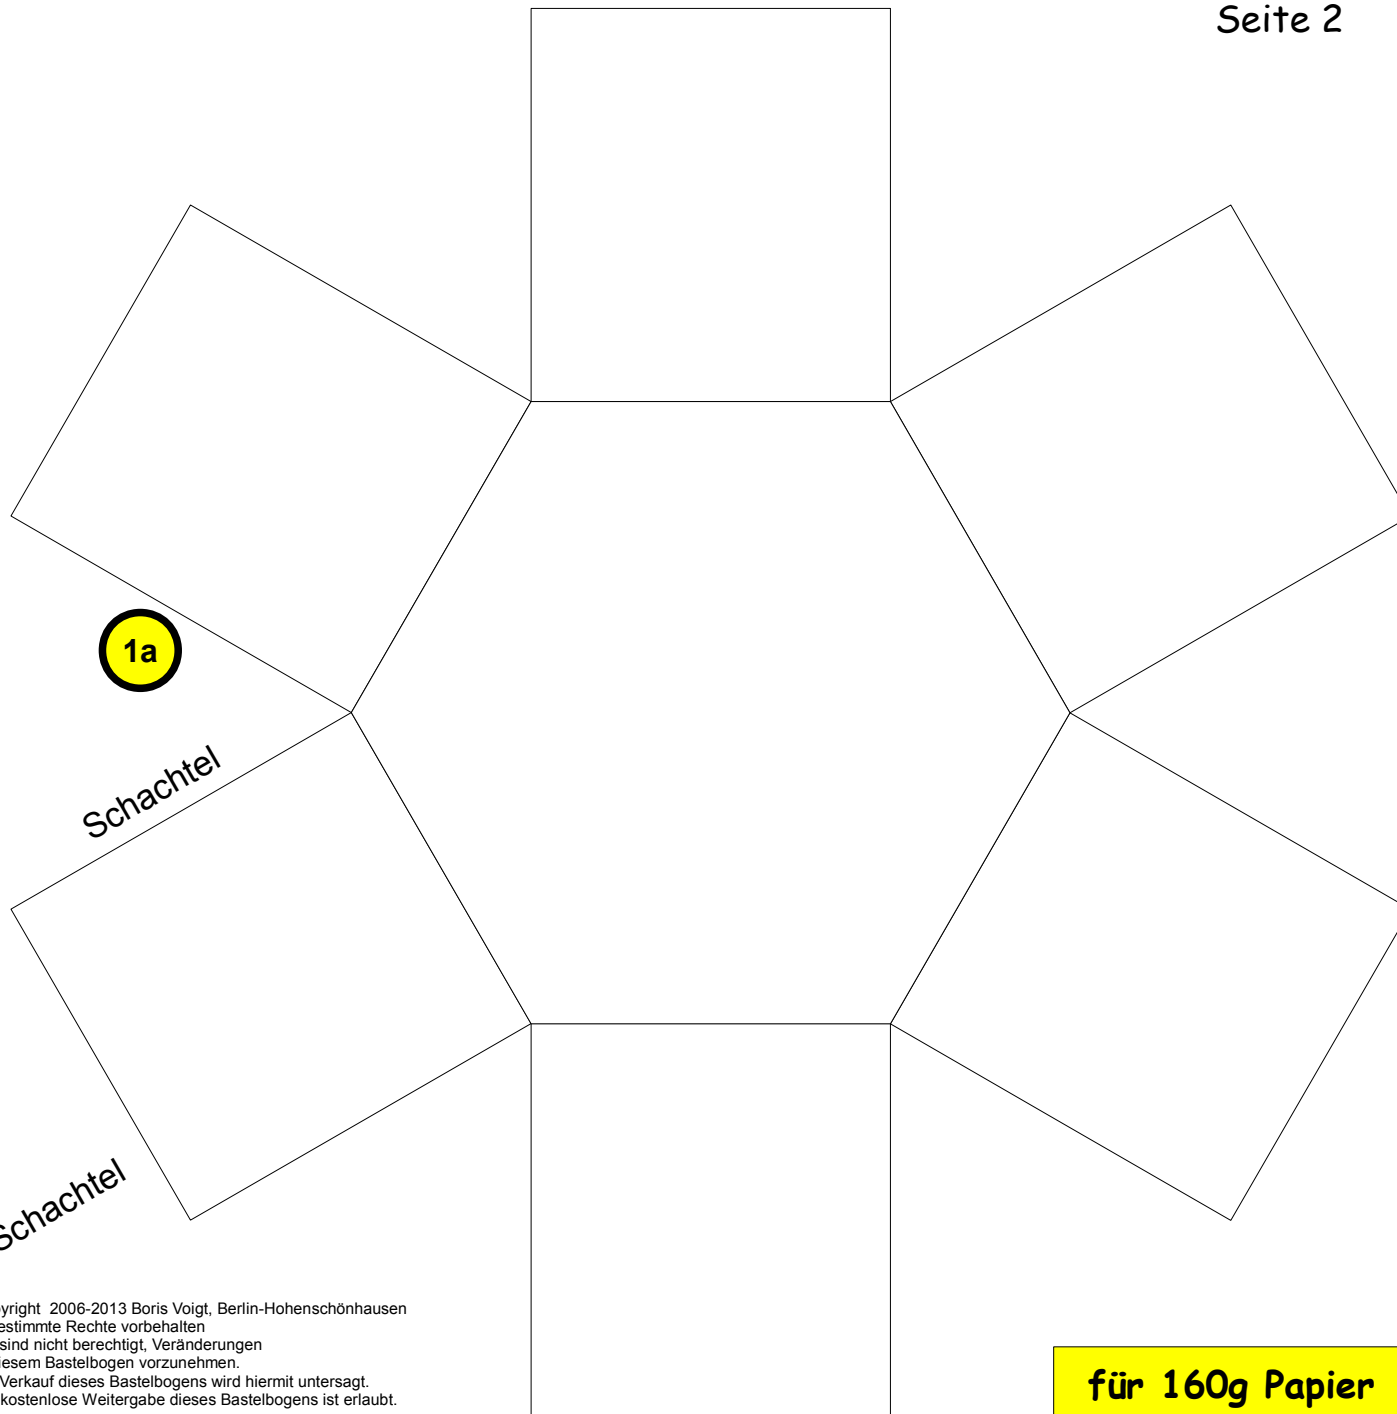 Seite 2
1a
Schachtel
Schachtel
yright 2006-2013 Boris Voigt, Berlin-Hohenschönhausen
estimmte Rechte vorbehalten
sind nicht berechtigt, Veränderungen
iesem Bastelbogen vorzunehmen.
Verkauf dieses Bastelbogens wird hiermit untersagt.
kostenlose Weitergabe dieses Bastelbogens ist erlaubt.
für 160g Papier